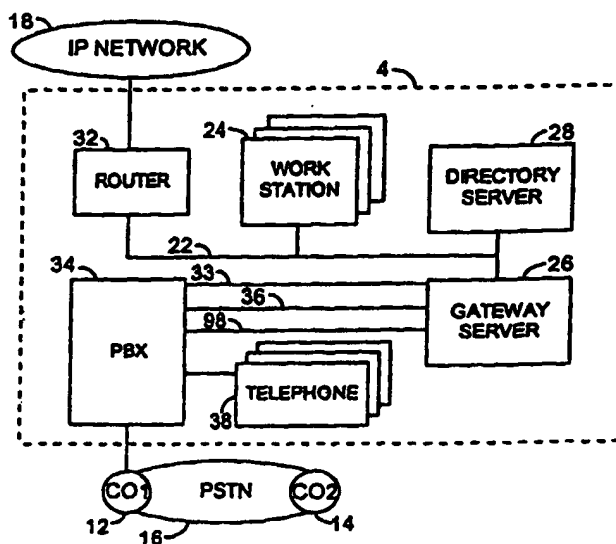 18
IP NETWORK
4
32
ROUTER
24
WORK
STATION
28
DIRECTORY
SERVER
22
34
33
26
36
98
PBX
GATEWAY
SERVER
38
TELEPHONE
CO1
PSTN
CO2
12
16
14